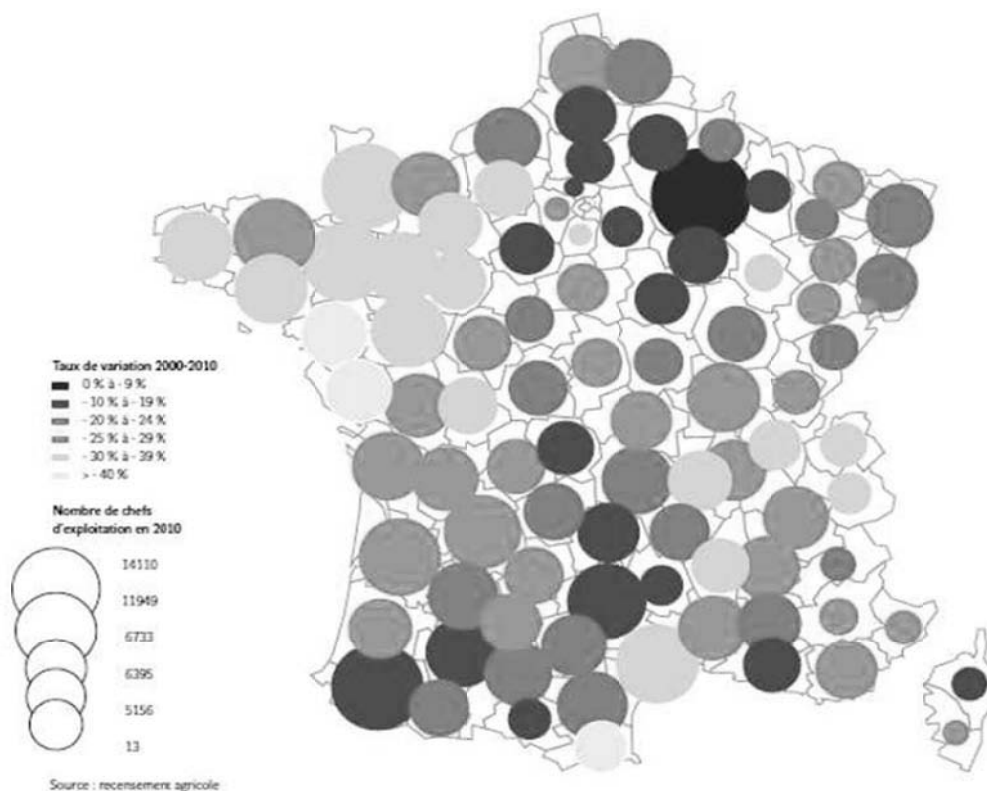 Taux de variation 2000-2010
0 % à - 9 %
- 10 % à - 19 %
- 20 % à - 24 %
- 25 % à - 29 %
- 30 % à - 39 %
> - 40 %
Nombre de chefs
d'exploitation en 2010
14110
11949
6733
6395
5156
13
Source : recensement agricole